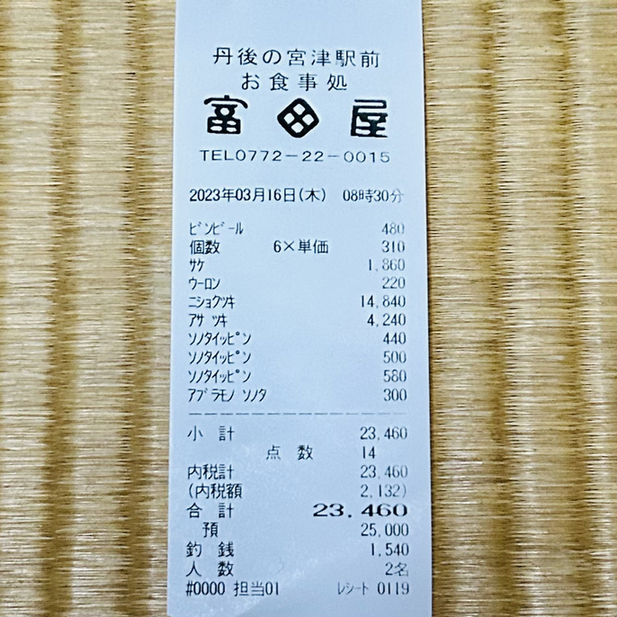 丹後の宮津駅前
お食事処
富田屋
TEL0772-22-0015
2023年03月16日(木) 08時30分
ビンビール 480
個数 6×単価 310
サケ 1,860
ウーロン 220
ニショクツキ 14,840
アサ ツキ 4,240
ソノタイッピン 440
ソノタイッピン 500
ソノタイッピン 580
アブラモノ ソノタ 300
小計 23,460
点数 14
内税計 23,460
(内税額 2,132)
合計 23,460
預 25,000
釣銭 1,540
人数 2名
#0000 担当01 レシート 0119